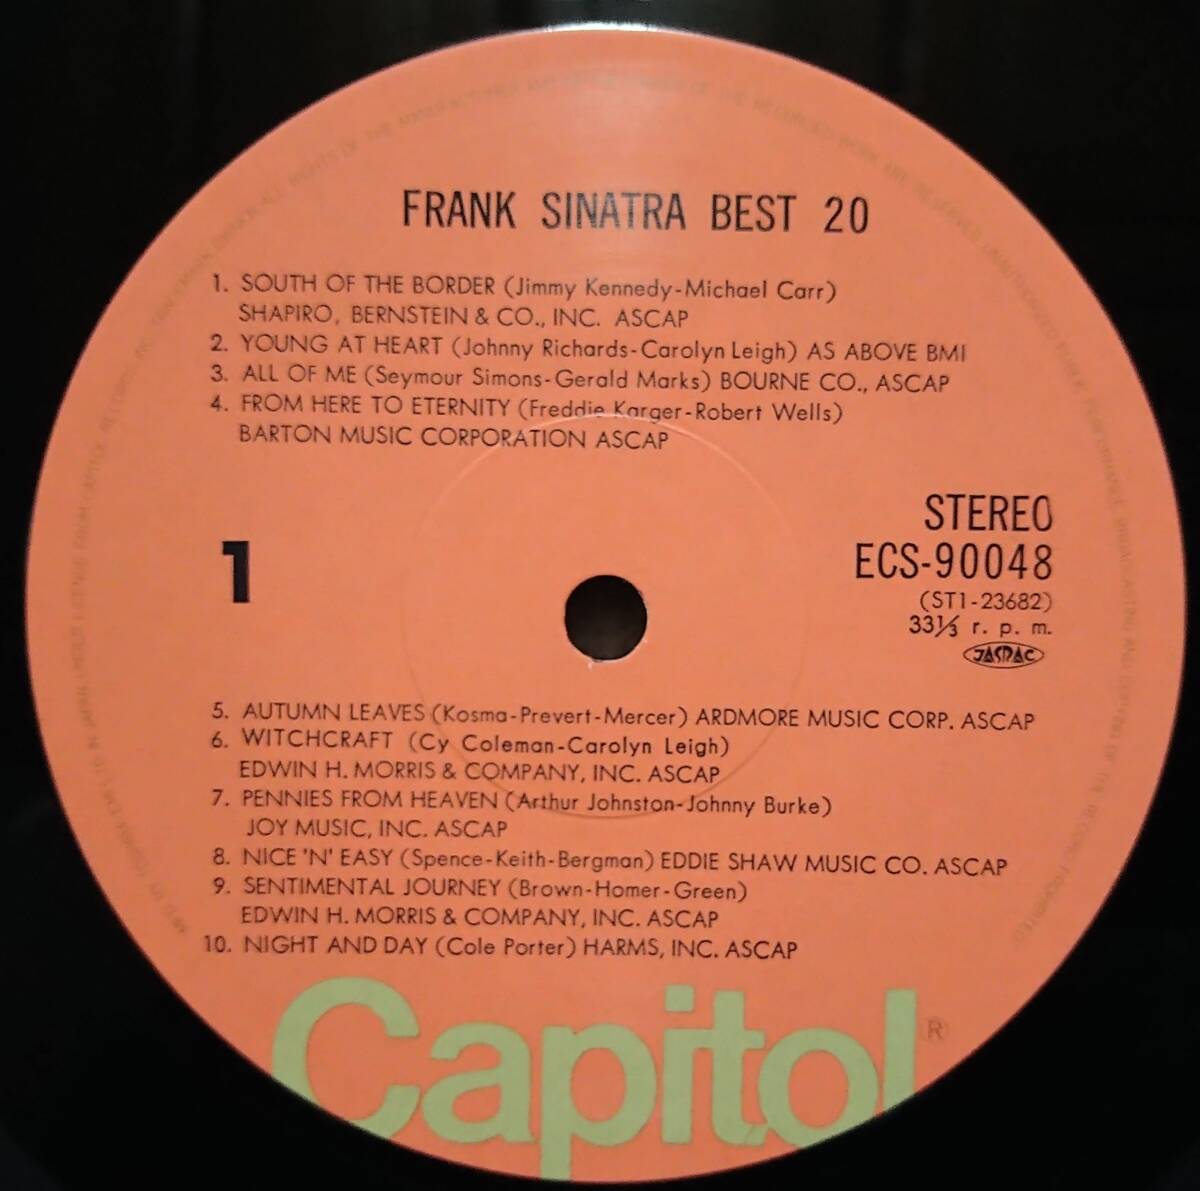 FRANK SINATRA BEST 20
1. SOUTH OF THE BORDER (Jimmy Kennedy-Michael Carr)
SHAPIRO, BERNSTEIN & CO., INC. ASCAP
2. YOUNG AT HEART (Johnny Richards-Carolyn Leigh) AS ABOVE BMI
3. ALL OF ME (Seymour Simons-Gerald Marks) BOURNE CO., ASCAP
4. FROM HERE TO ETERNITY (Freddie Karger-Robert Wells)
BARTON MUSIC CORPORATION ASCAP
1
STEREO
ECS-90048
(ST1-23682)
33⅓ r. p. m.
JASRAC
5. AUTUMN LEAVES (Kosma-Prevert-Mercer) ARDMORE MUSIC CORP. ASCAP
6. WITCHCRAFT (Cy Coleman-Carolyn Leigh)
EDWIN H. MORRIS & COMPANY, INC. ASCAP
7. PENNIES FROM HEAVEN (Arthur Johnston-Johnny Burke)
JOY MUSIC, INC. ASCAP
8. NICE 'N' EASY (Spence-Keith-Bergman) EDDIE SHAW MUSIC CO. ASCAP
9. SENTIMENTAL JOURNEY (Brown-Homer-Green)
EDWIN H. MORRIS & COMPANY, INC. ASCAP
10. NIGHT AND DAY (Cole Porter) HARMS, INC. ASCAP
Capitol ®